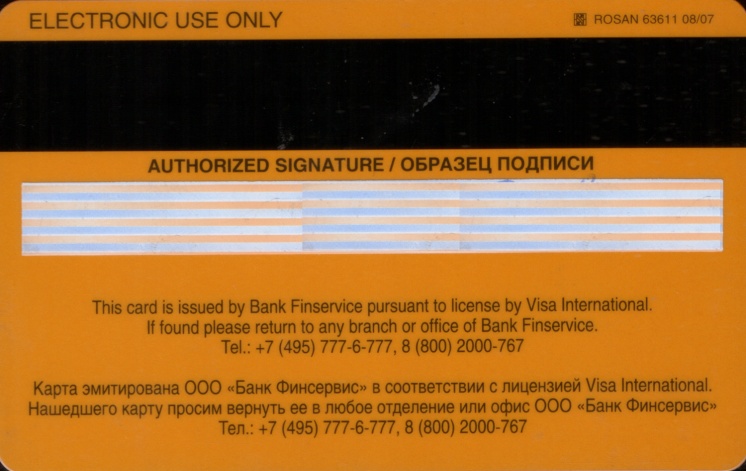 ELECTRONIC USE ONLY
ROSAN 63611 08/07
AUTHORIZED SIGNATURE / ОБРАЗЕЦ ПОДПИСИ
This card is issued by Bank Finservice pursuant to license by Visa International.
If found please return to any branch or office of Bank Finservice.
Tel.: +7 (495) 777-6-777, 8 (800) 2000-767
Карта эмитирована ООО «Банк Финсервис» в соответствии с лицензией Visa International.
Нашедшего карту просим вернуть ее в любое отделение или офис ООО «Банк Финсервис»
Тел.: +7 (495) 777-6-777, 8 (800) 2000-767